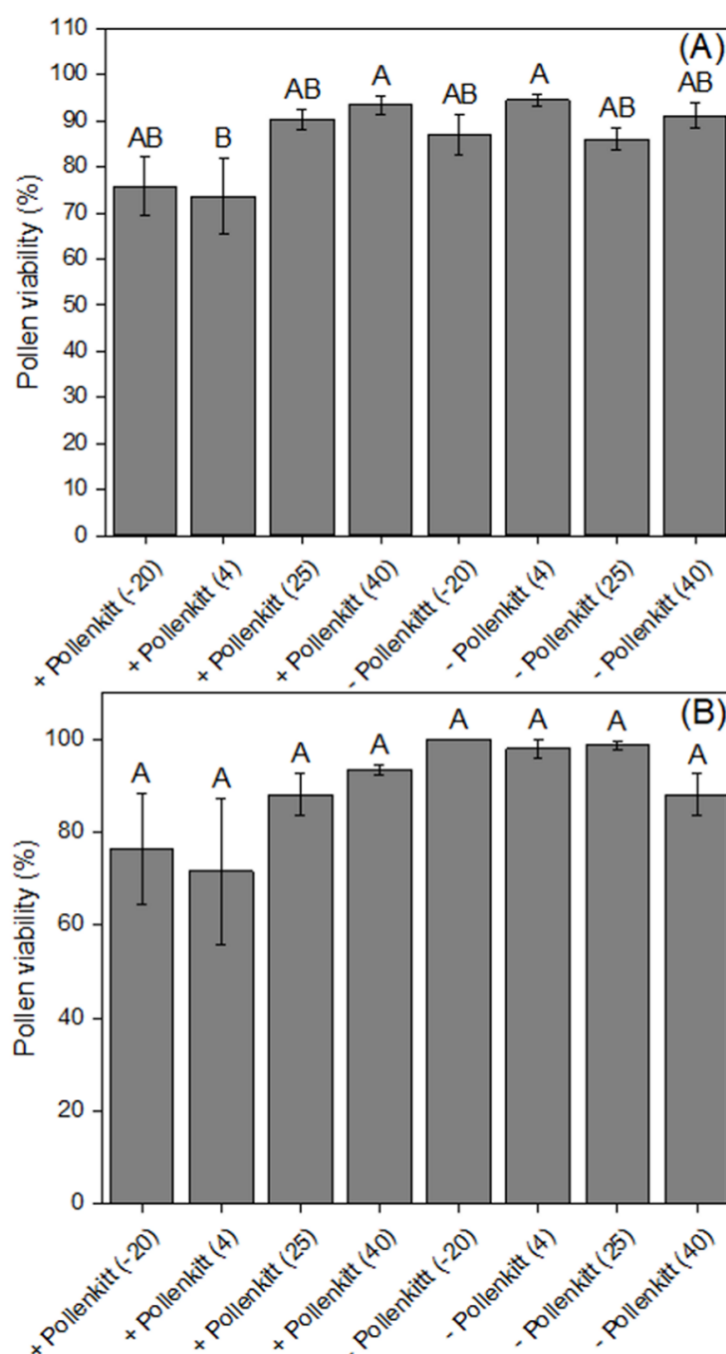 (A)
Pollen viability (%)
110
100
90
80
70
60
50
40
30
20
10
0
AB
B
AB
A
AB
A
AB
AB
+ Pollenkitt (-20)
+ Pollenkitt (4)
+ Pollenkitt (25)
+ Pollenkitt (40)
- Pollenkitt (-20)
- Pollenkitt (4)
- Pollenkitt (25)
- Pollenkitt (40)
(B)
Pollen viability (%)
100
80
60
40
20
0
A
A
A
A
A
A
A
A
+ Pollenkitt (-20)
+ Pollenkitt (4)
+ Pollenkitt (25)
+ Pollenkitt (40)
- Pollenkitt (-20)
- Pollenkitt (4)
- Pollenkitt (25)
- Pollenkitt (40)